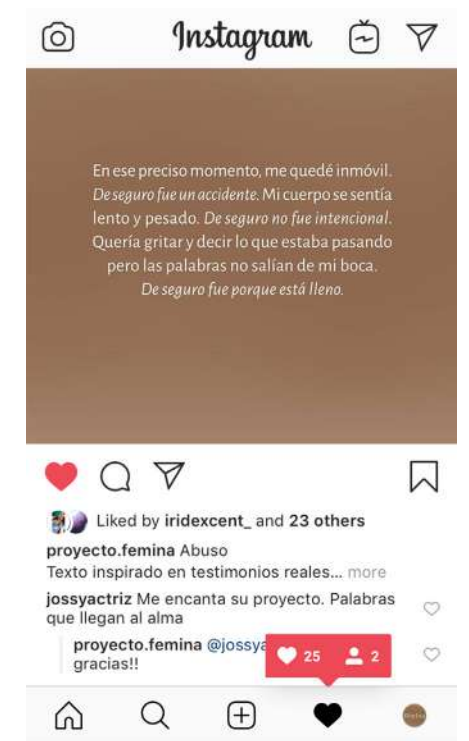 Instagram
En ese preciso momento, me quedé inmóvil.
De seguro fue un accidente. Mi cuerpo se sentía
lento y pesado. De seguro no fue intencional.
Quería gritar y decir lo que estaba pasando
pero las palabras no salían de mi boca.
De seguro fue porque está lleno.
Liked by iridexcent_ and 23 others
proyecto.femina Abuso
Texto inspirado en testimonios reales... more
jossyactriz Me encanta su proyecto. Palabras
que llegan al alma
proyecto.femina @jossya
gracias!!
25 2